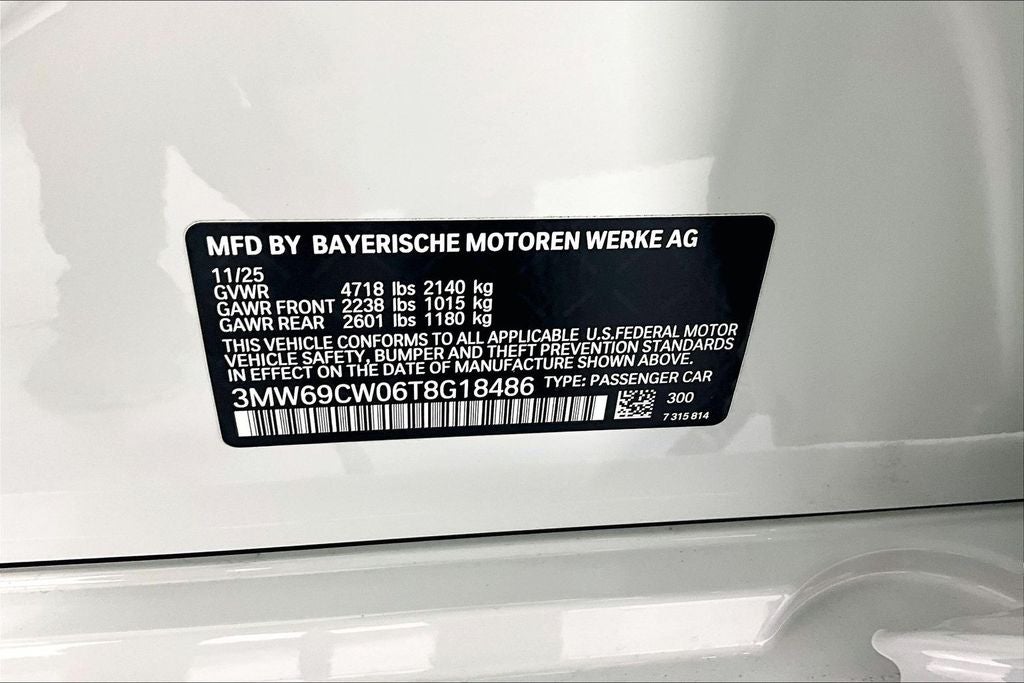 MFD BY BAYERISCHE MOTOREN WERKE AG
11/25
GVWR 4718 lbs 2140 kg
GAWR FRONT 2238 lbs 1015 kg
GAWR REAR 2601 lbs 1180 kg
THIS VEHICLE CONFORMS TO ALL APPLICABLE U.S.FEDERAL MOTOR
VEHICLE SAFETY, BUMPER AND THEFT PREVENTION STANDARDS
IN EFFECT ON THE DATE OF MANUFACTURE SHOWN ABOVE.
3MW69CW06T8G18486 TYPE: PASSENGER CAR
300
7 315 814